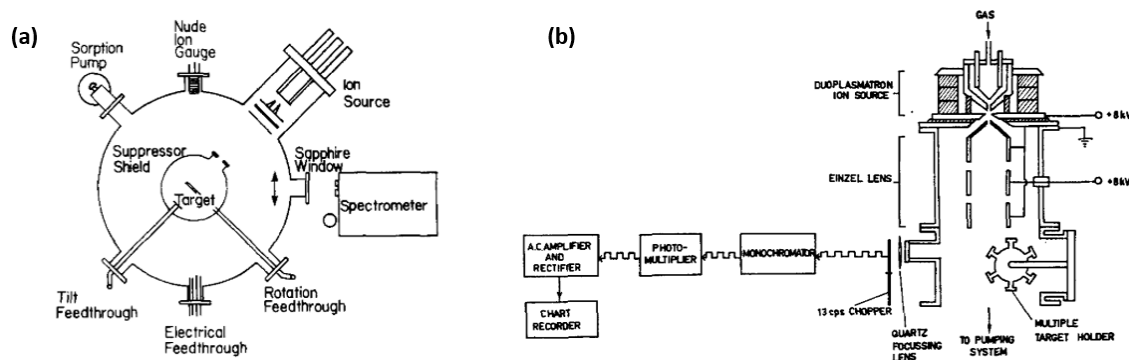 (a)
Nude
Ion
Gauge
Sorption
Pump
Ion
Source
Suppressor
Shield
Sapphire
Window
Target
Spectrometer
Tilt
Feedthrough
Rotation
Feedthrough
Electrical
Feedthrough
(b)
GAS
DUOPLASMATRON
ION SOURCE
+8kV
EINZEL LENS
+8kV
A.C. AMPLIFIER
AND
RECTIFIER
PHOTO-
MULTIPLIER
MONOCHROMATOR
CHART
RECORDER
13 cps CHOPPER
QUARTZ
FOCUSSING
LENS
TO PUMPING
SYSTEM
MULTIPLE
TARGET HOLDER